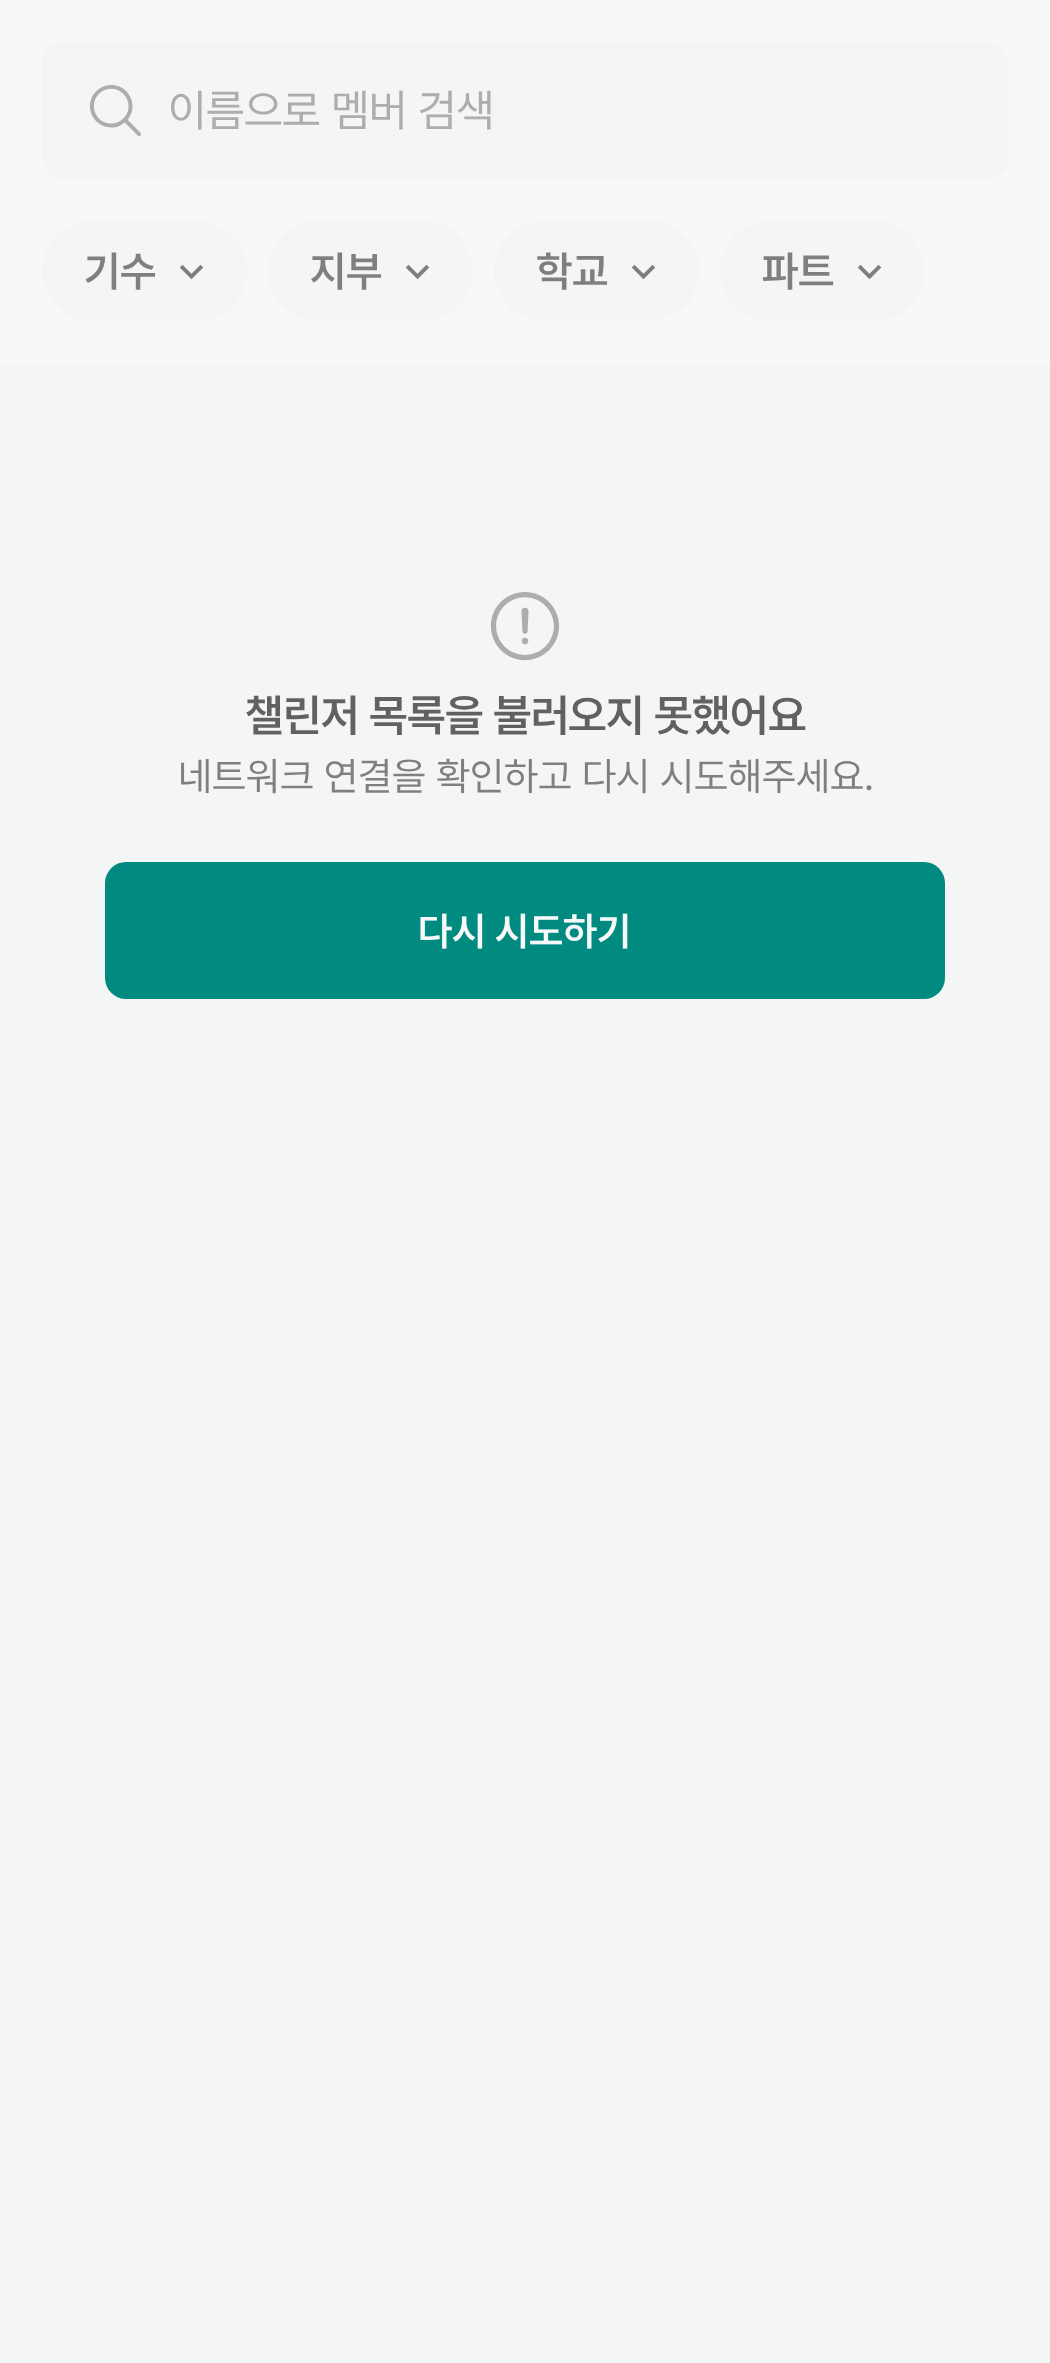 이름으로 멤버 검색
기수 지부 학교 파트
챌린저 목록을 불러오지 못했어요
네트워크 연결을 확인하고 다시 시도해주세요.
다시 시도하기